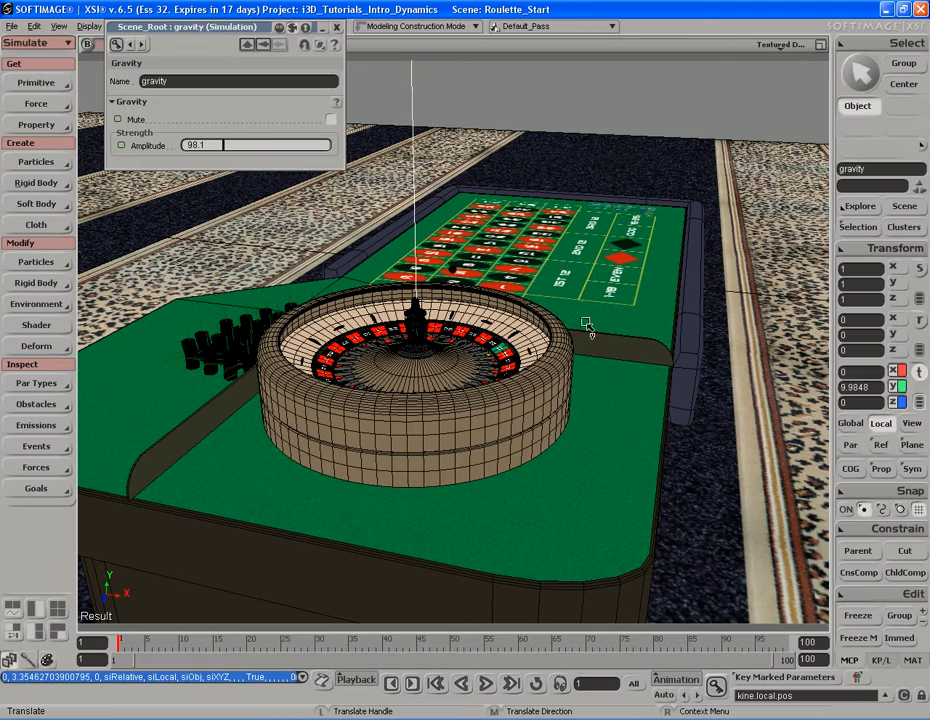 SOFTIMAGE® | XSI® v.6.5 (Ess 32. Expires in 17 days) Project: i3D_Tutorials_Intro_Dynamics    Scene: Roulette_Start
File Edit View Display
Scene_Root : gravity (Simulation)
Modeling Construction Mode
Default_Pass
SOFTIMAGE|XSI
Simulate
B
Textured D...
Select
Get
Primitive
Force
Property
Create
Particles
Rigid Body
Soft Body
Cloth
Modify
Particles
Rigid Body
Environment
Shader
Deform
Inspect
Par Types
Obstacles
Emissions
Events
Forces
Goals
Gravity
Name gravity
Gravity
?
Mute
Strength
Amplitude 98.1
Group
Center
Object
gravity
Explore Scene
Selection Clusters
Transform
1 x S
1 y
1 z
0 x r
0 y
0 z
0 x t
9.9848 y
0 z
Global Local View
Par Ref Plane
COG Prop Sym
Snap
ON
Constrain
Parent Cut
CnsComp ChldComp
Edit
Freeze Group
Freeze M Immed
MCP KP/L MAT
1ST 12
2ND 12
EVEN
Y
X
Result
1 1 5 10 15 20 25 30 35 40 45 50 55 60 65 70 75 80 85 90 95 100
1 1 100 100
0, 3.35462703900795, 0, siRelative, siLocal, siObj, siXYZ, , , , True, , , , 0
Playback
1
All
Animation
Auto
Key Marked Parameters
kine.local.pos
Translate
L Translate Handle
M Translate Direction
R Context Menu